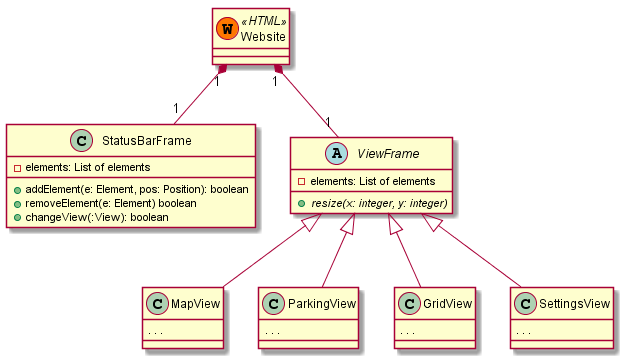 W
«HTML»
Website
1
1
1
1
C
StatusBarFrame
elements: List of elements
addElement(e: Element, pos: Position): boolean
removeElement(e: Element) boolean
changeView(:View): boolean
A
ViewFrame
elements: List of elements
resize(x: integer, y: integer)
C MapView
. . .
C ParkingView
. . .
C GridView
. . .
C SettingsView
. . .